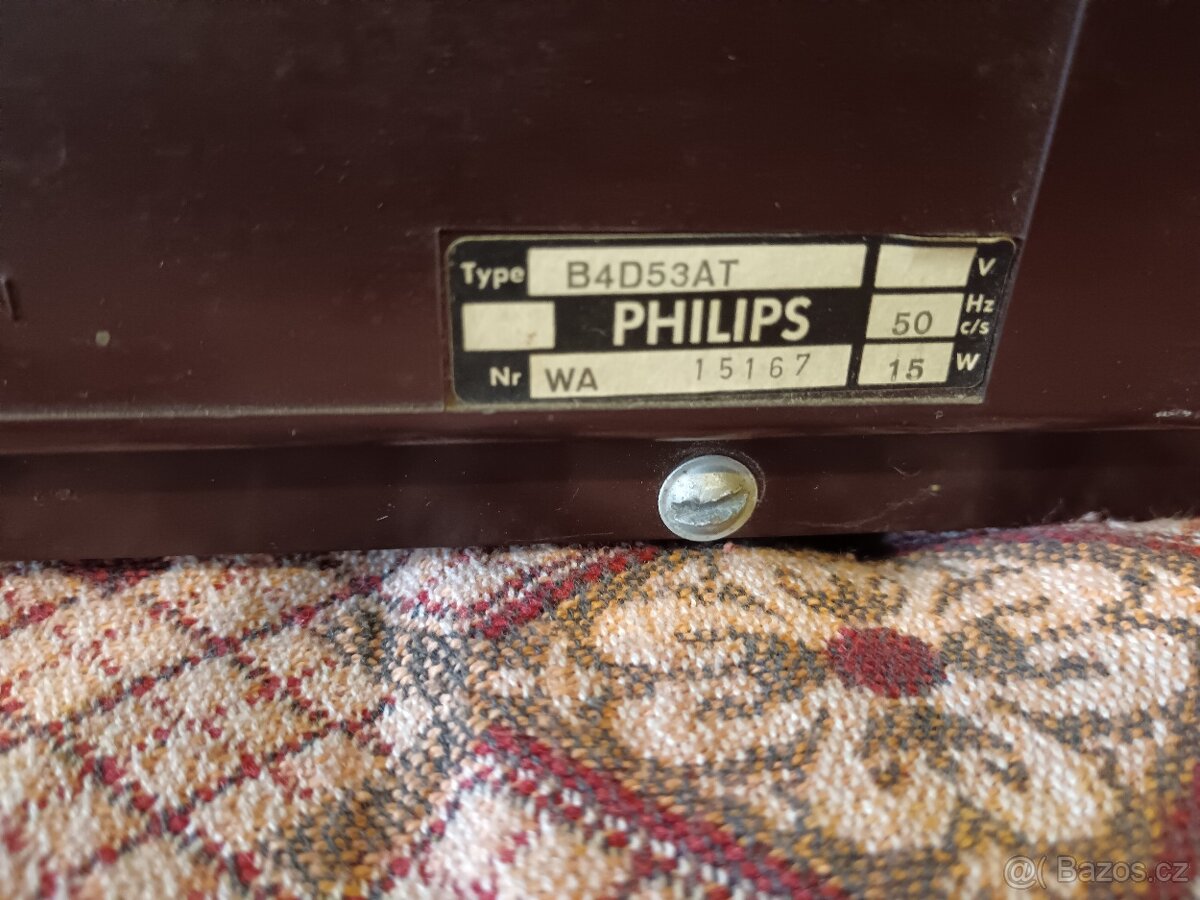 Type B4D53AT V
PHILIPS 50 Hz c/s
Nr WA 15167 15 W
@ Bazos.cz